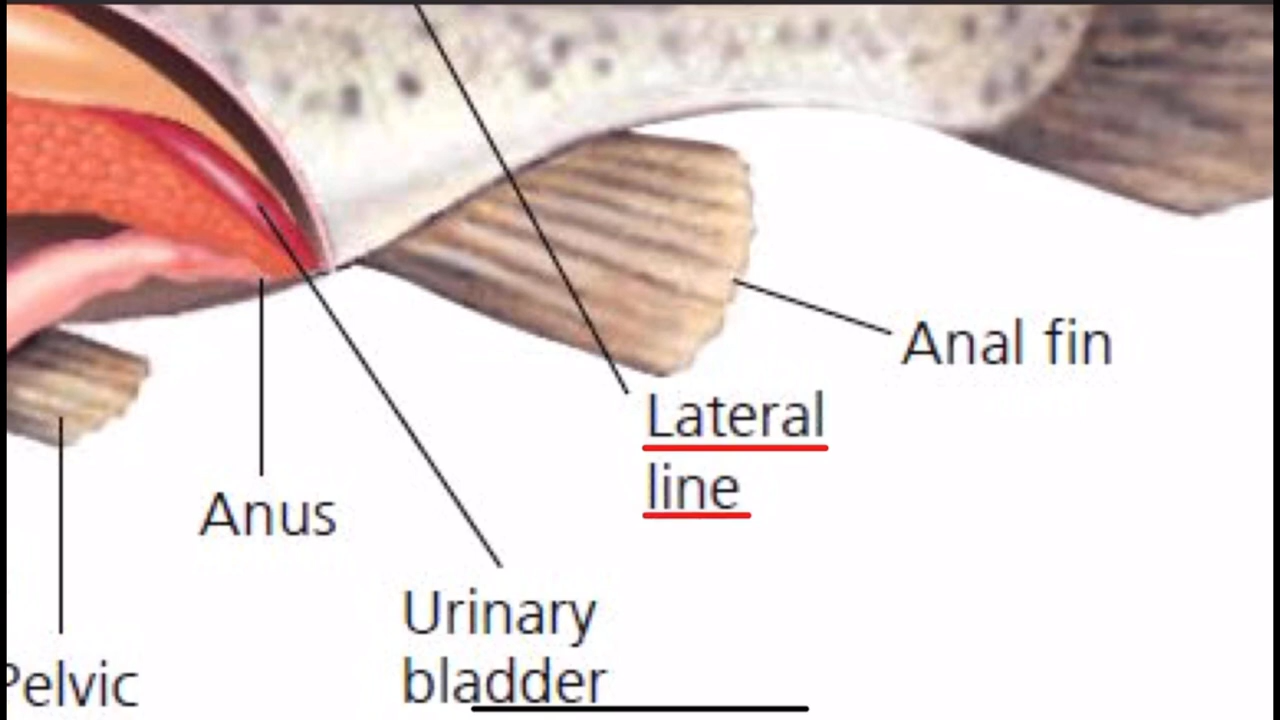 Anal fin
Lateral
line
Anus
Urinary
bladder
Pelvic